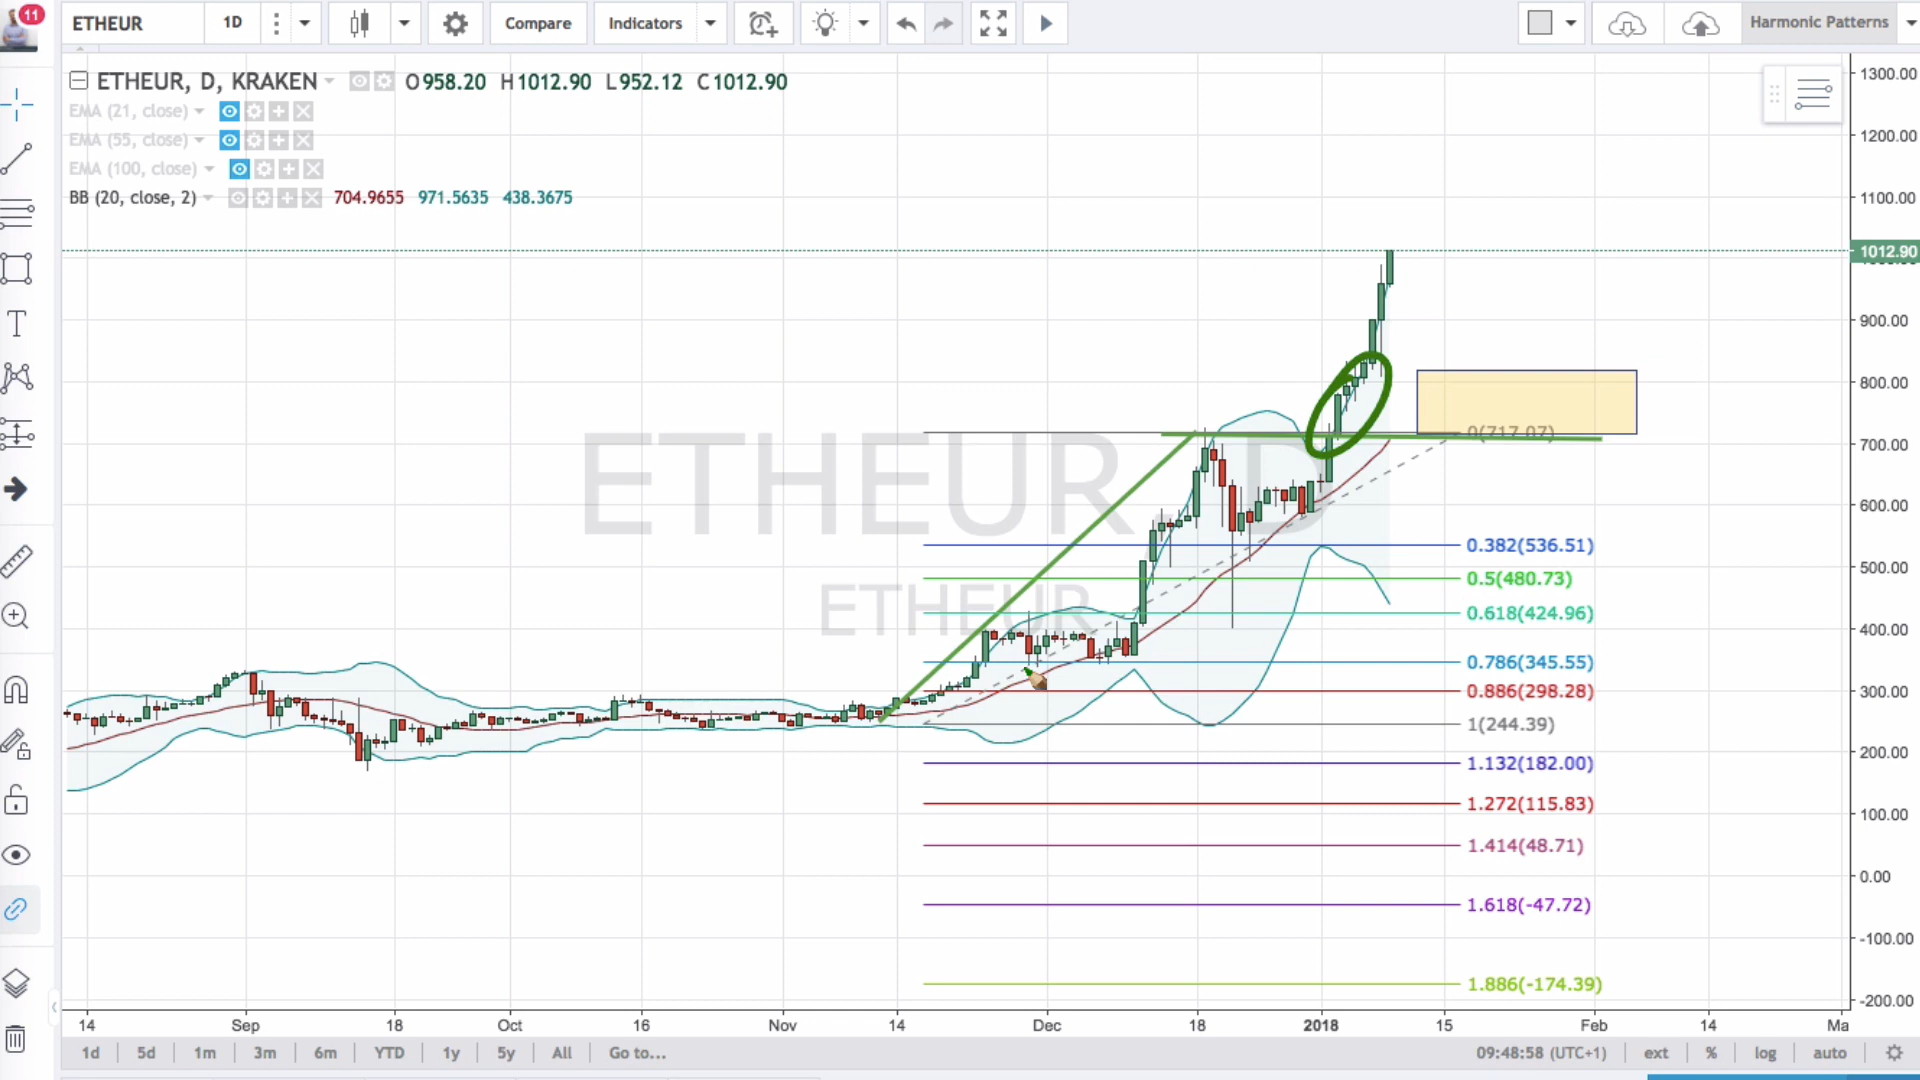 11
ETHEUR 1D Compare Indicators Harmonic Patterns
ETHEUR, D, KRAKEN O958.20 H1012.90 L952.12 C1012.90
EMA (21, close)
EMA (55, close)
EMA (100, close)
BB (20, close, 2) 704.9655 971.5635 438.3675
ETHEUR, D
ETHEUR
1300.00
1200.00
1100.00
1012.90
900.00
800.00
700.00
600.00
500.00
400.00
300.00
200.00
100.00
0.00
-100.00
-200.00
0(717.07)
0.382(536.51)
0.5(480.73)
0.618(424.96)
0.786(345.55)
0.886(298.28)
1(244.39)
1.132(182.00)
1.272(115.83)
1.414(48.71)
1.618(-47.72)
1.886(-174.39)
14 Sep 18 Oct 16 Nov 14 Dec 18 2018 15 Feb 14 Ma
1d 5d 1m 3m 6m YTD 1y 5y All Go to... 09:48:58 (UTC+1) ext % log auto